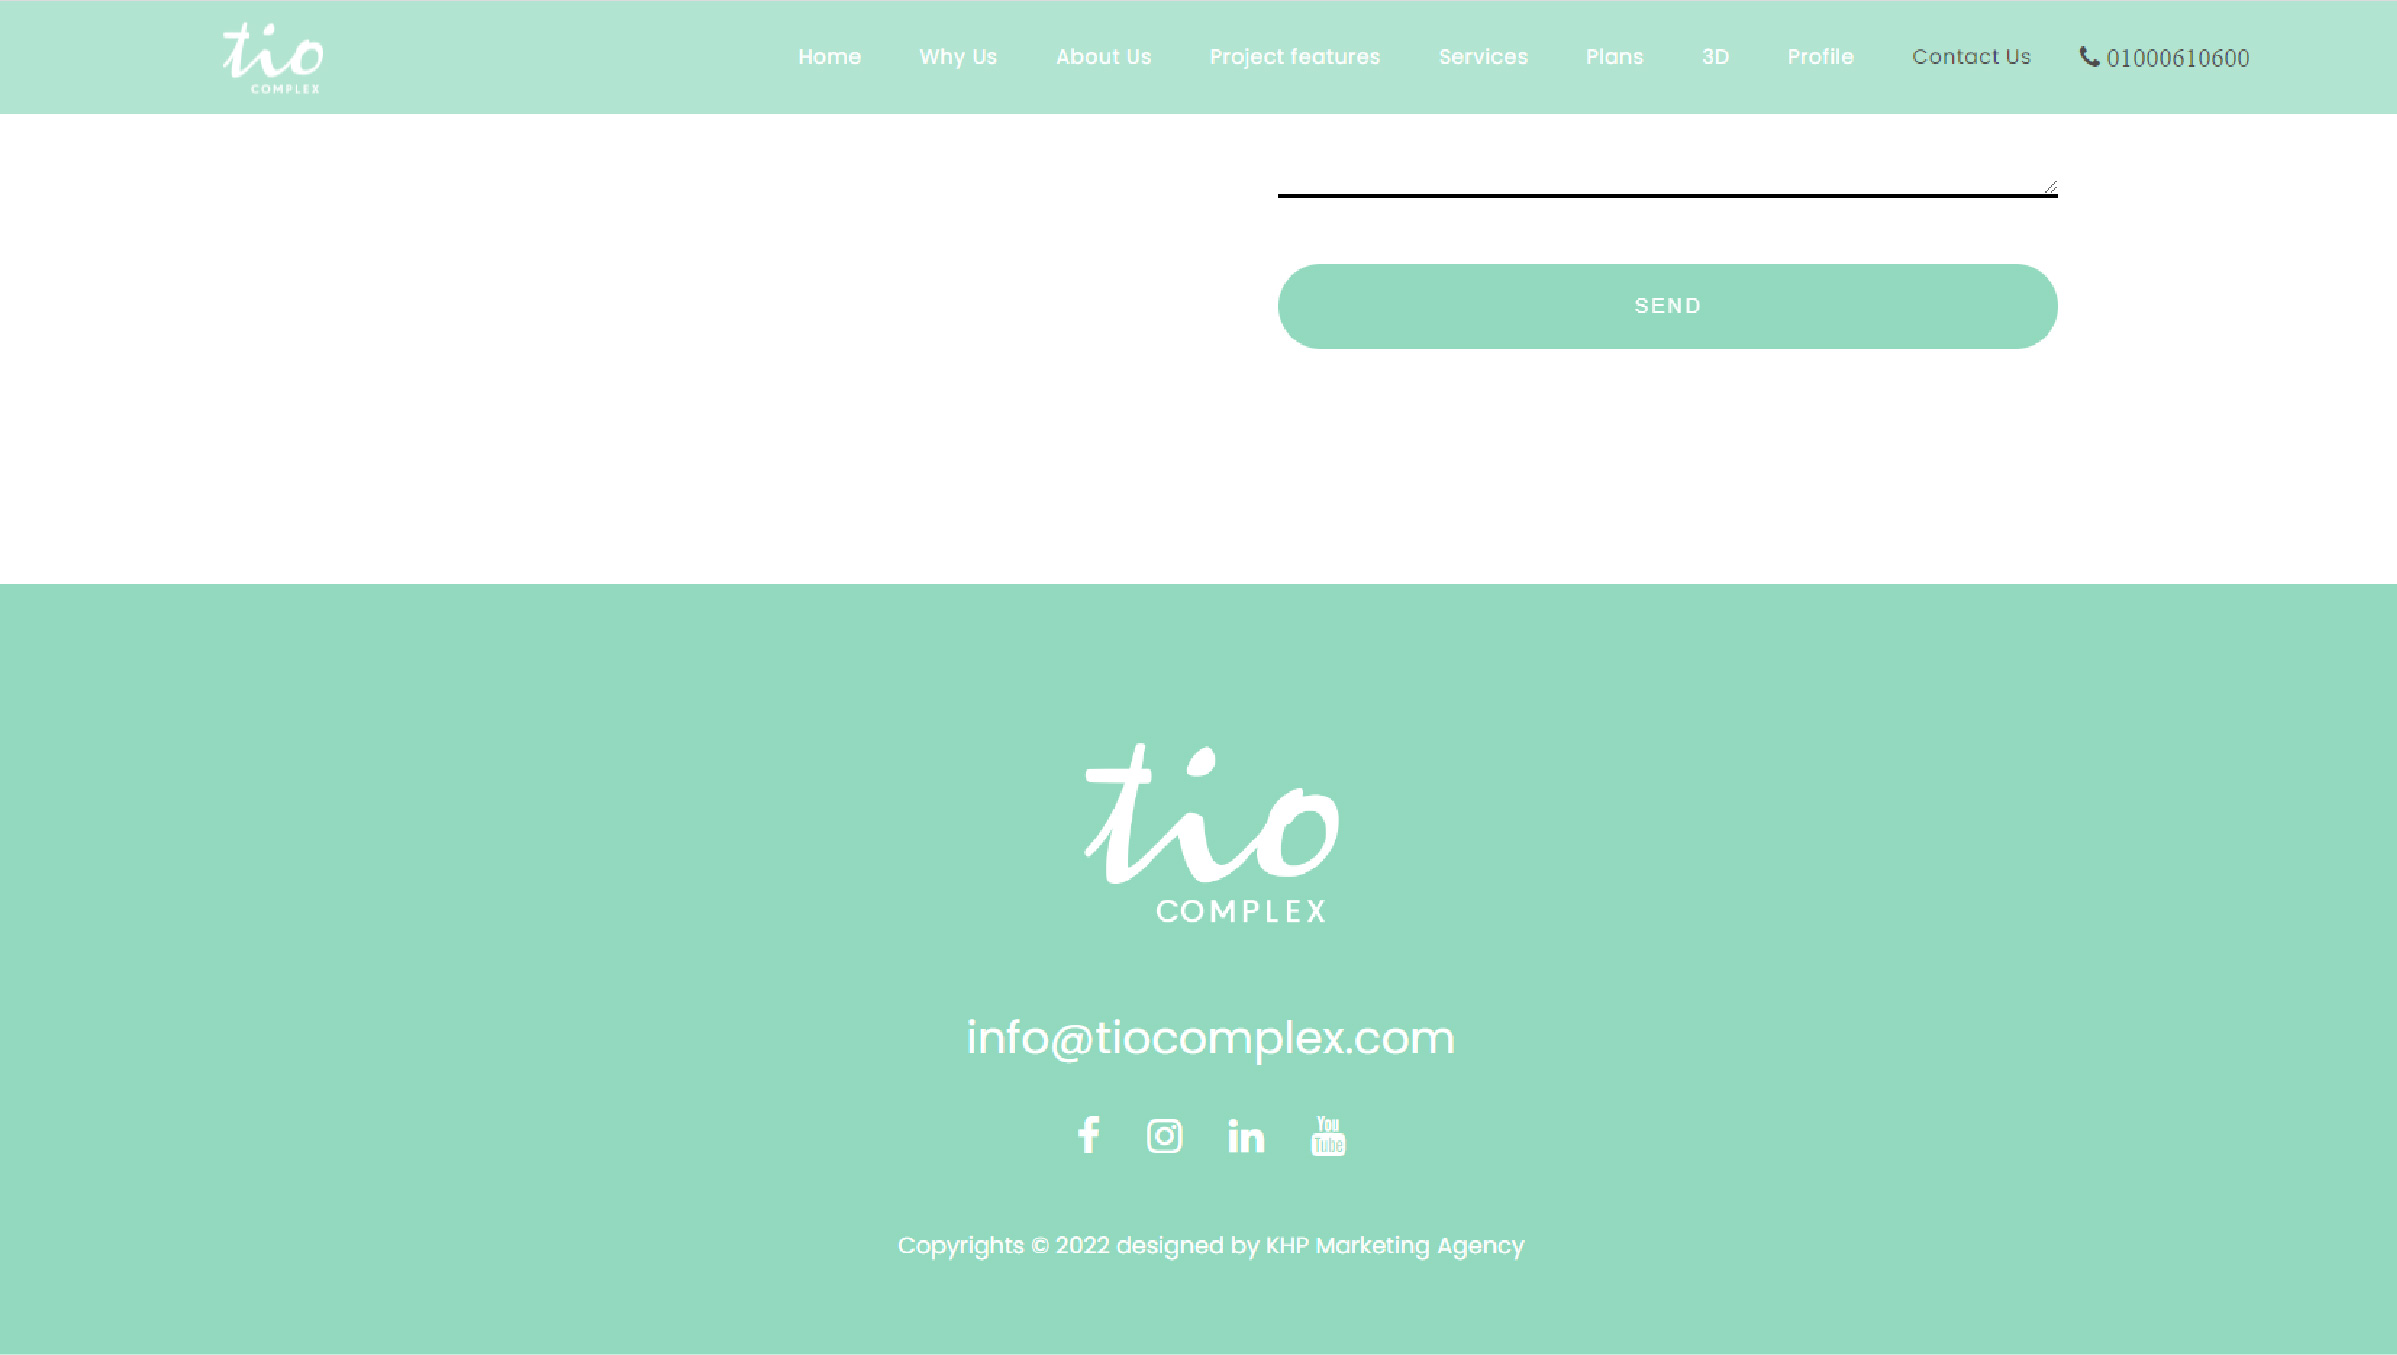 tio
COMPLEX
Home Why Us About Us Project features Services Plans 3D Profile Contact Us 01000610600
SEND
tio
COMPLEX
info@tiocomplex.com
You
Tube
Copyrights © 2022 designed by KHP Marketing Agency